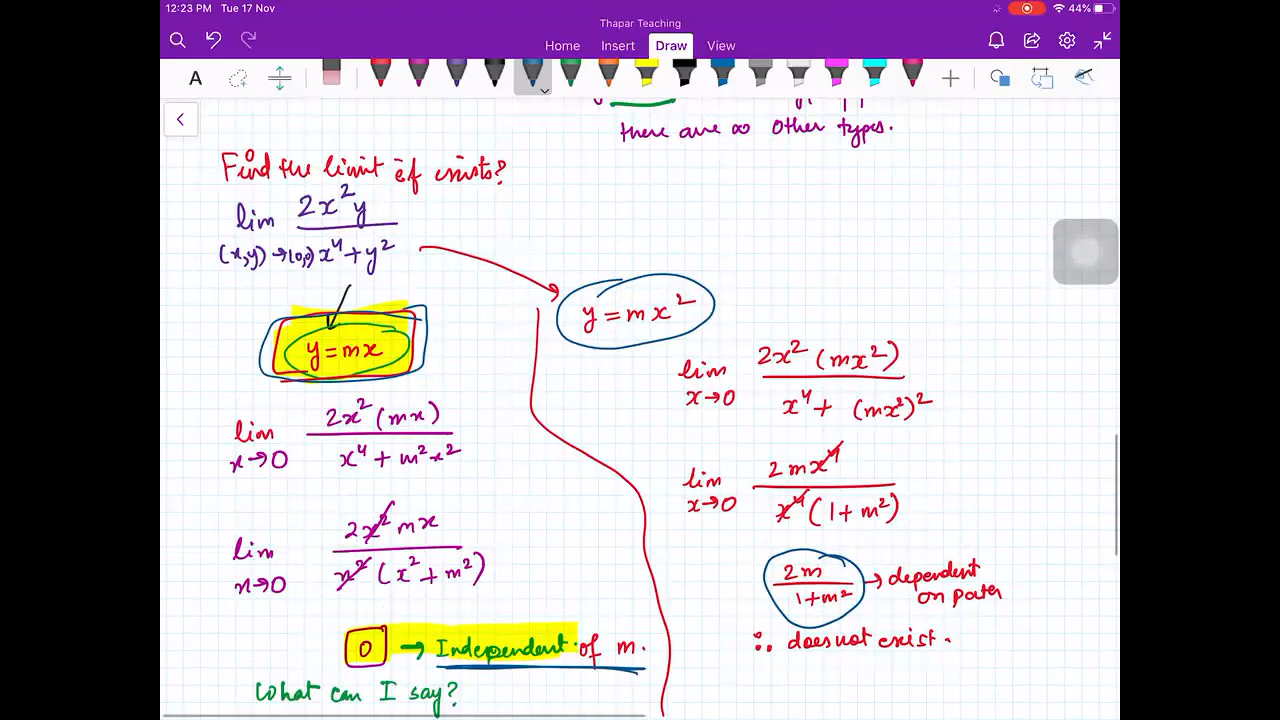 12:23 PM Tue 17 Nov
44%
Thapar Teaching
Home Insert Draw View
A
there are ∞ other types.
Find the limit if exists?
lim 2x²y
(x,y)→(0,0) x⁴+y²
y=mx
lim 2x²(mx)
x→0 x⁴+m²x²
lim 2x²mx
x→0 x²(x²+m²)
0 → Independent of m.
What can I say?
y=mx²
lim 2x²(mx²)
x→0 x⁴+(mx²)²
lim 2mx⁴
x→0 x⁴(1+m²)
2m → dependent
1+m² on path
∴ does not exist.